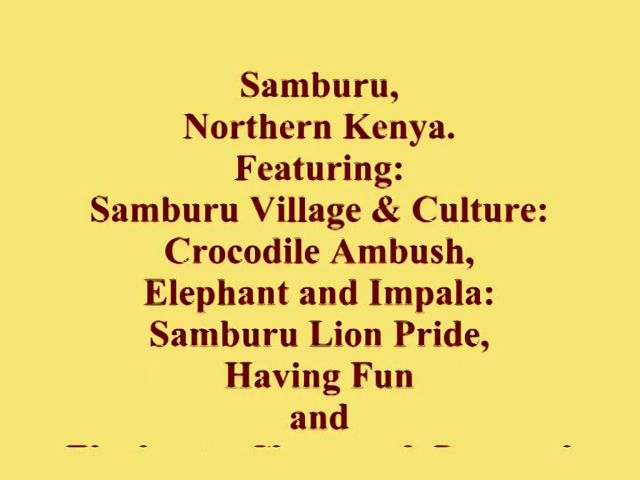 Samburu,
Northern Kenya.
Featuring:
Samburu Village & Culture:
Crocodile Ambush,
Elephant and Impala:
Samburu Lion Pride,
Having Fun
and